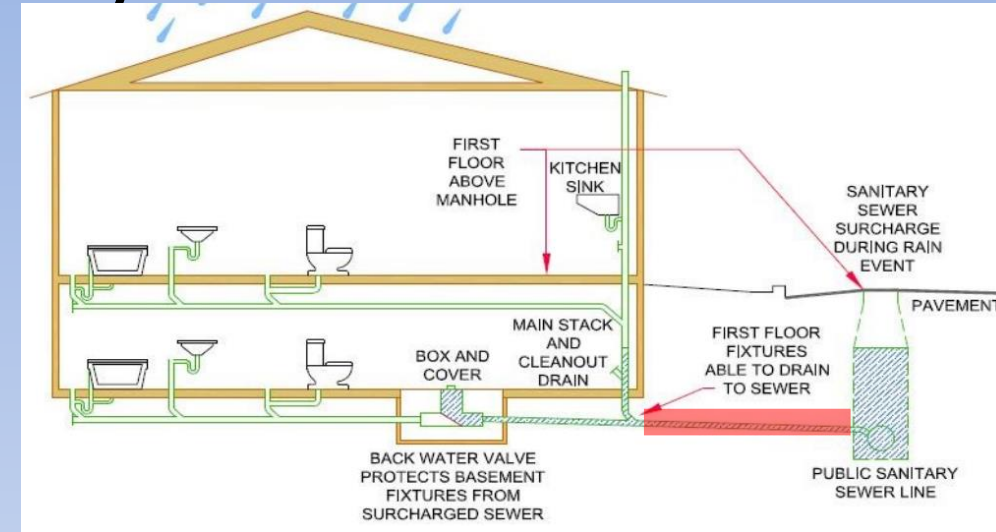 FIRST
FLOOR
ABOVE
MANHOLE
KITCHEN
SINK
SANITARY
SEWER
SURCHARGE
DURING RAIN
EVENT
PAVEMENT
MAIN STACK
AND
CLEANOUT
DRAIN
BOX AND
COVER
FIRST FLOOR
FIXTURES
ABLE TO DRAIN
TO SEWER
BACK WATER VALVE
PROTECTS BASEMENT
FIXTURES FROM
SURCHARGED SEWER
PUBLIC SANITARY
SEWER LINE